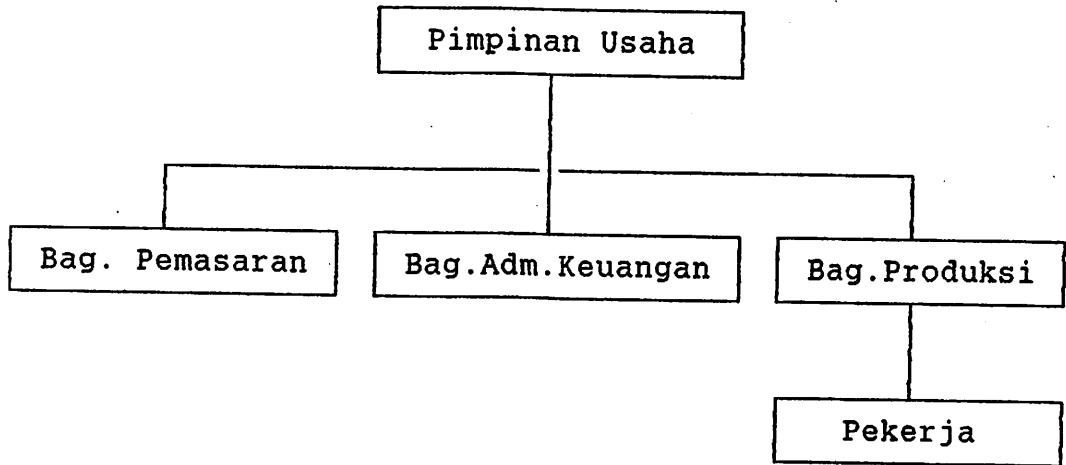 Pimpinan Usaha
Bag. Pemasaran
Bag.Adm.Keuangan
Bag.Produksi
Pekerja